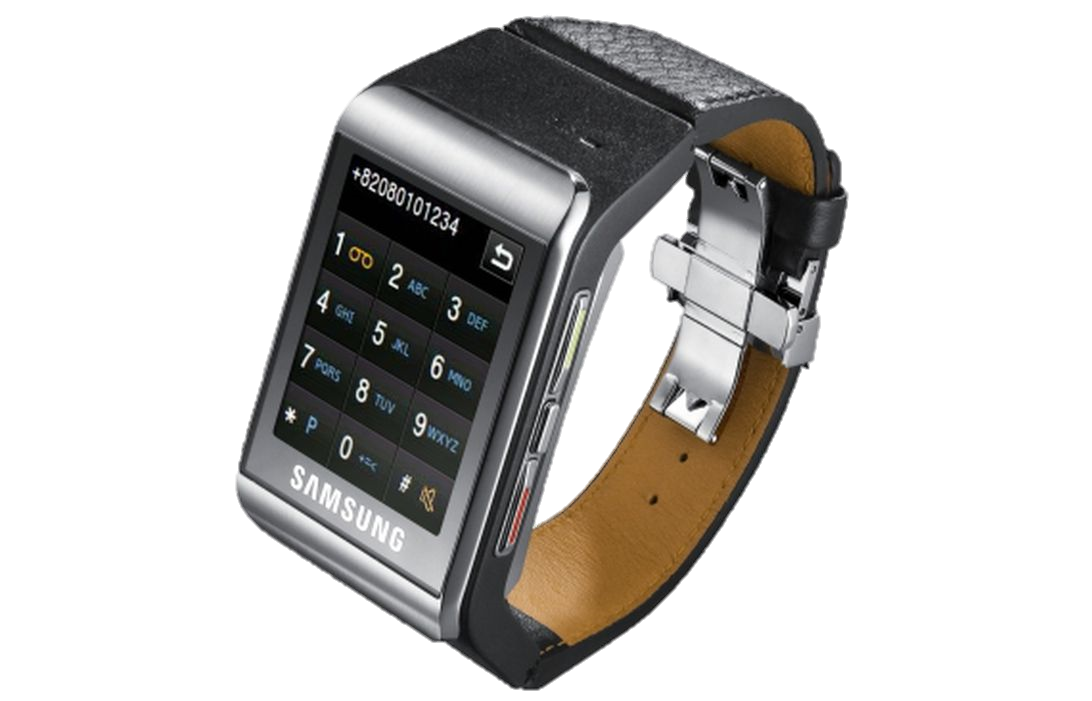 +82080101234
1 2 ABC 3 DEF
4 GHI 5 JKL 6 MNO
7 PQRS 8 TUV 9 WXYZ
* P 0 +=< #
SAMSUNG